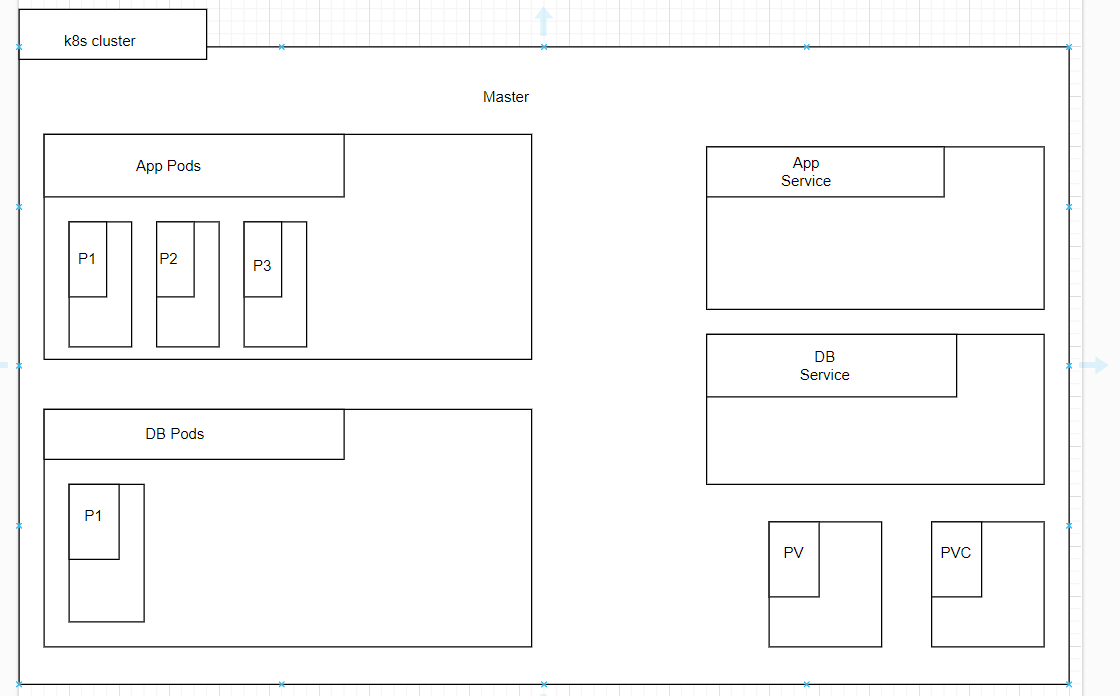 k8s cluster
Master
App Pods
P1
P2
P3
App
Service
DB
Service
DB Pods
P1
PV
PVC